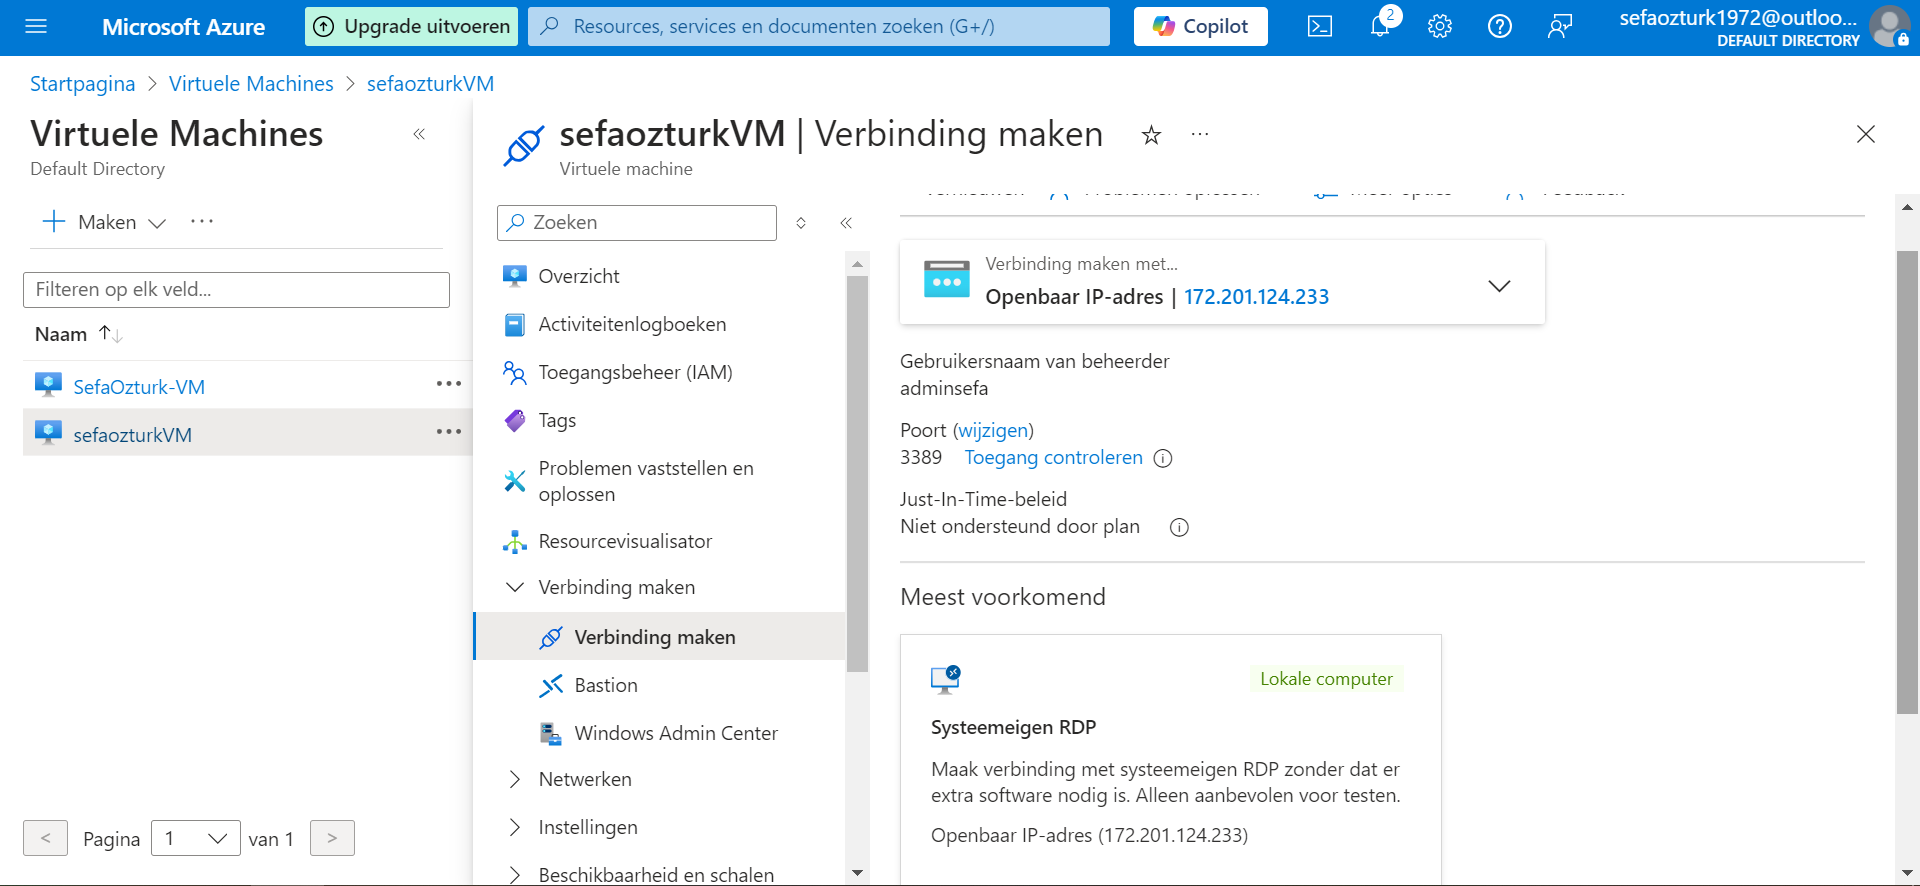 Microsoft Azure
Upgrade uitvoeren
Resources, services en documenten zoeken (G+/)
Copilot
2
sefaozturk1972@outloo...
DEFAULT DIRECTORY
Startpagina > Virtuele Machines > sefaozturkVM
Virtuele Machines
Default Directory
Maken
Filteren op elk veld...
Naam
SefaOzturk-VM
sefaozturkVM
< Pagina 1 van 1 >
sefaozturkVM | Verbinding maken
Virtuele machine
Zoeken
Overzicht
Activiteitenlogboeken
Toegangsbeheer (IAM)
Tags
Problemen vaststellen en
oplossen
Resourcevisualisator
Verbinding maken
Verbinding maken
Bastion
Windows Admin Center
Netwerken
Instellingen
Beschikbaarheid en schalen
Verbinding maken met...
Openbaar IP-adres | 172.201.124.233
Gebruikersnaam van beheerder
adminsefa
Poort (wijzigen)
3389 Toegang controleren
Just-In-Time-beleid
Niet ondersteund door plan
Meest voorkomend
Lokale computer
Systeemeigen RDP
Maak verbinding met systeemeigen RDP zonder dat er
extra software nodig is. Alleen aanbevolen voor testen.
Openbaar IP-adres (172.201.124.233)